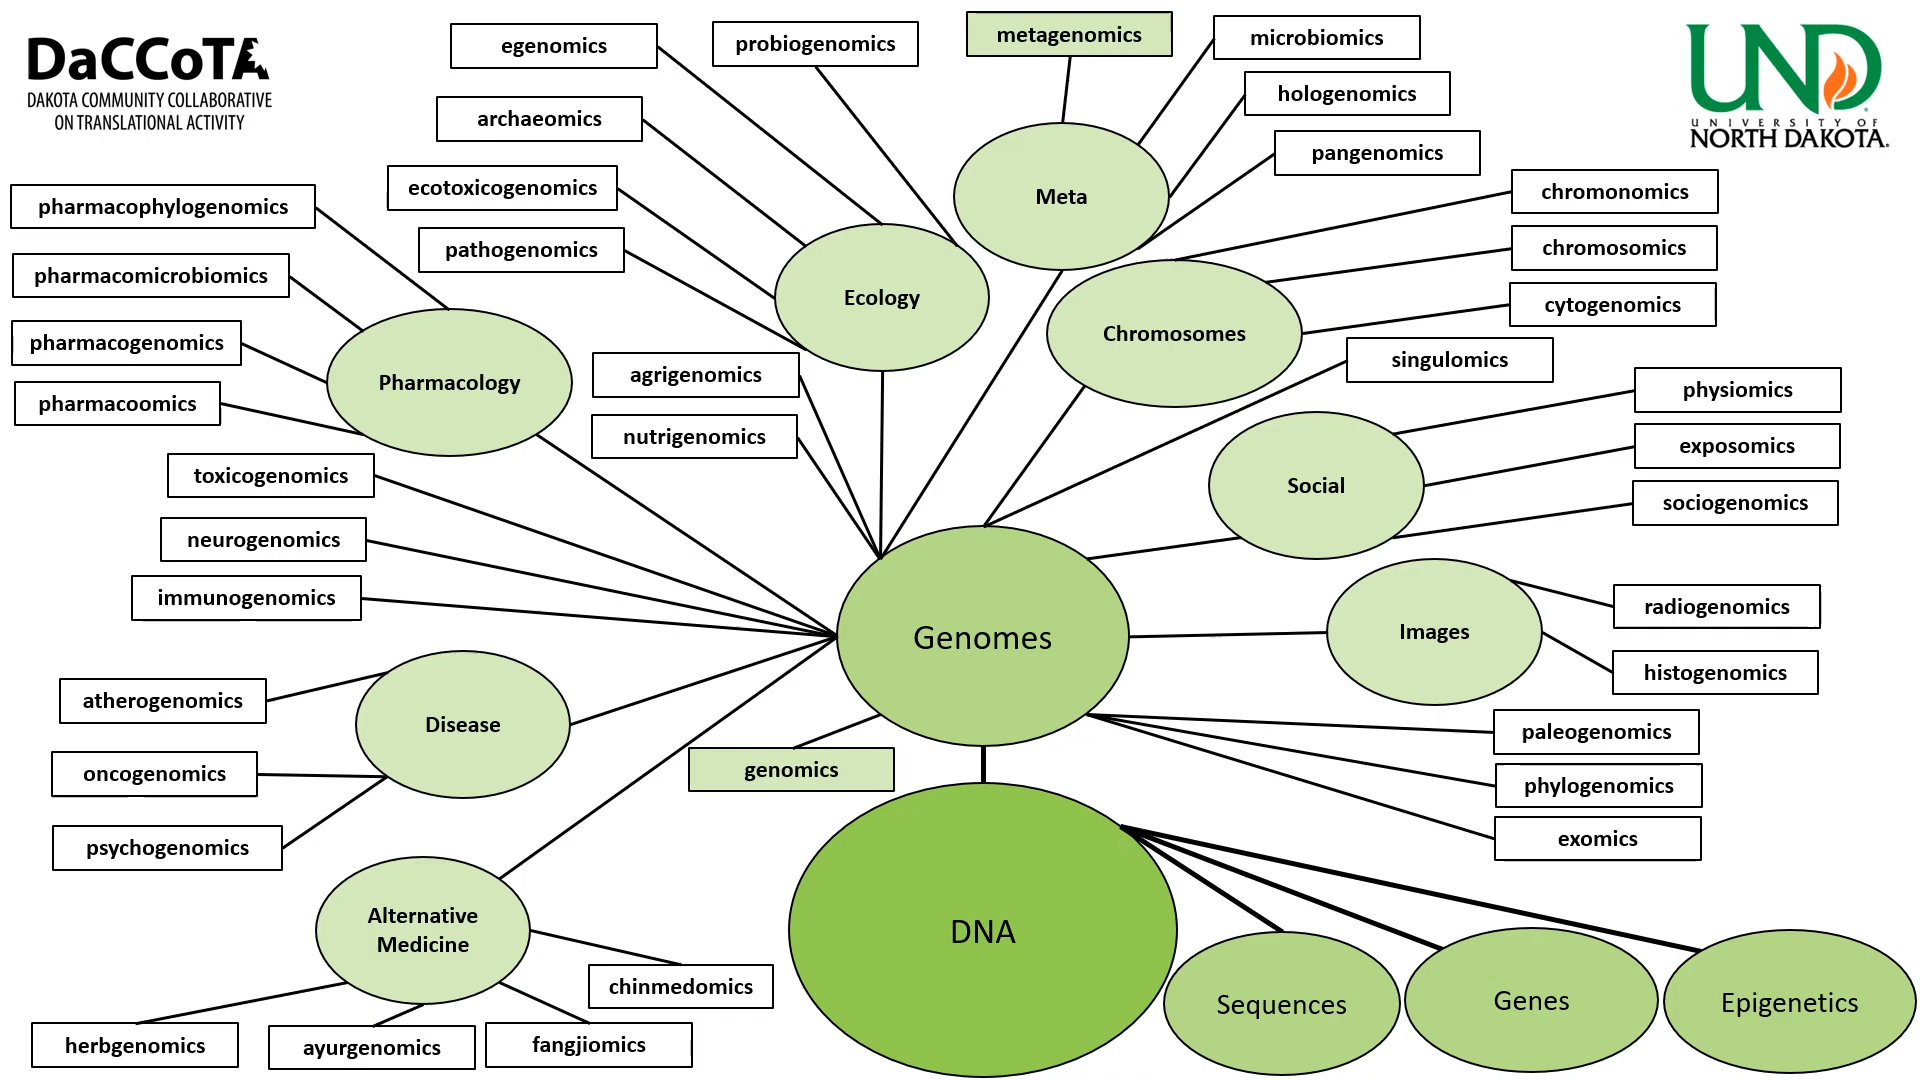 DaCCoTA
DAKOTA COMMUNITY COLLABORATIVE
ON TRANSLATIONAL ACTIVITY
UND
UNIVERSITY OF
NORTH DAKOTA.
egenomics
probiogenomics
metagenomics
microbiomics
hologenomics
archaeomics
pangenomics
ecotoxicogenomics
Meta
chromonomics
pharmacophylogenomics
pathogenomics
chromosomics
pharmacomicrobiomics
Ecology
cytogenomics
pharmacogenomics
Chromosomes
singulomics
Pharmacology
agrigenomics
physiomics
pharmacoomics
nutrigenomics
exposomics
toxicogenomics
Social
sociogenomics
neurogenomics
immunogenomics
radiogenomics
Genomes
Images
histogenomics
atherogenomics
Disease
paleogenomics
oncogenomics
genomics
phylogenomics
psychogenomics
exomics
Alternative
Medicine
DNA
chinmedomics
Sequences
Genes
Epigenetics
herbgenomics
ayurgenomics
fangjiomics